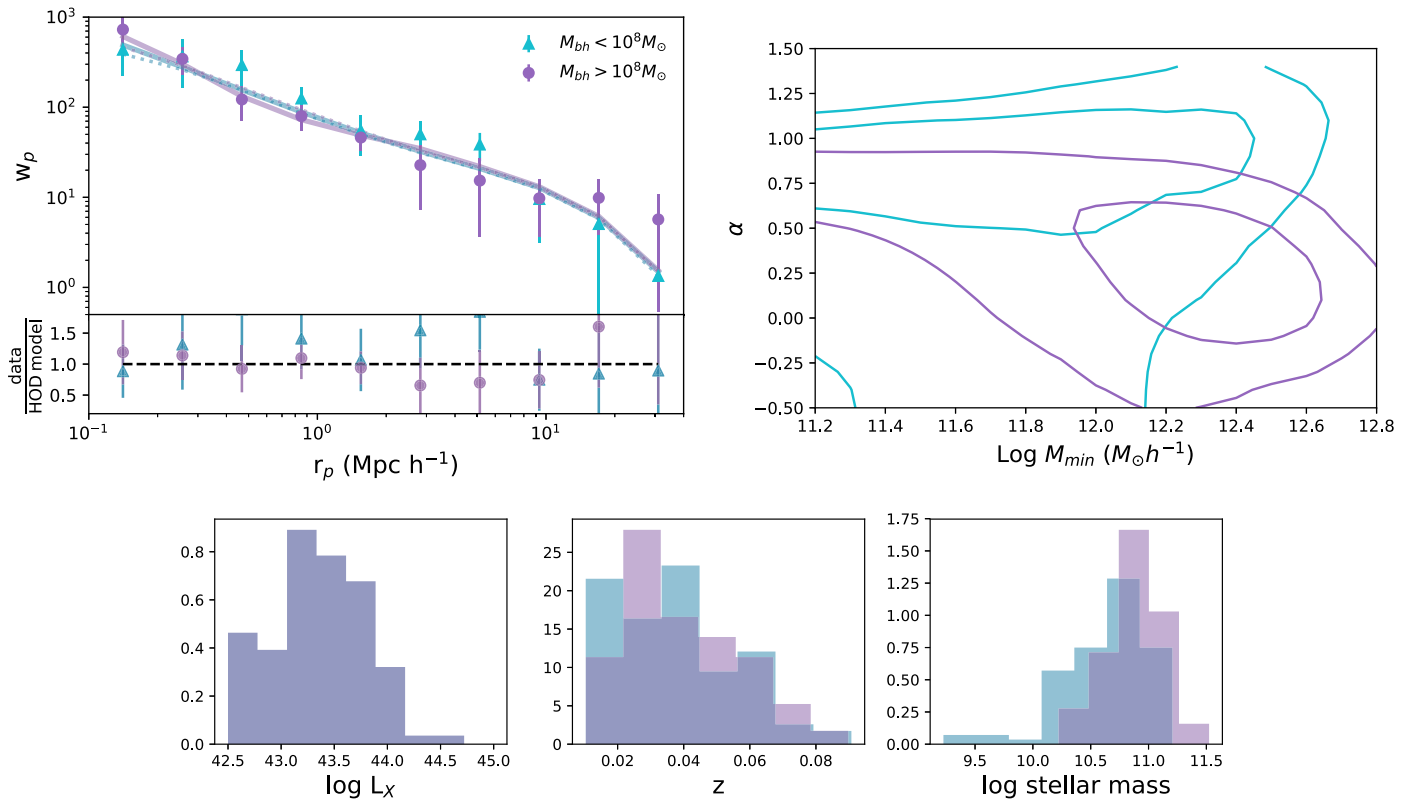 10³
10²
10¹
10⁰
w_p
M_bh < 10⁸M_⊙
M_bh > 10⁸M_⊙
1.5
1.0
0.5
data
HOD model
10⁻¹
10⁰
10¹
r_p (Mpc h⁻¹)
1.50
1.25
1.00
0.75
0.50
0.25
0.00
−0.25
−0.50
α
11.2 11.4 11.6 11.8 12.0 12.2 12.4 12.6 12.8
Log M_min (M_⊙h⁻¹)
0.8
0.6
0.4
0.2
0.0
42.5 43.0 43.5 44.0 44.5 45.0
log L_X
25
20
15
10
5
0
0.02 0.04 0.06 0.08
z
1.75
1.50
1.25
1.00
0.75
0.50
0.25
0.00
9.5 10.0 10.5 11.0 11.5
log stellar mass